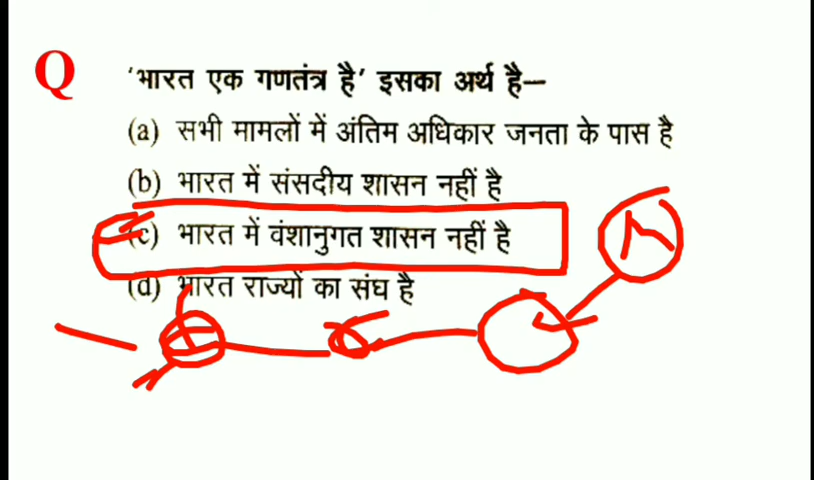 Q 'भारत एक गणतंत्र है' इसका अर्थ है—
(a) सभी मामलों में अंतिम अधिकार जनता के पास है
(b) भारत में संसदीय शासन नहीं है
(c) भारत में वंशानुगत शासन नहीं है
(d) भारत राज्यों का संघ है